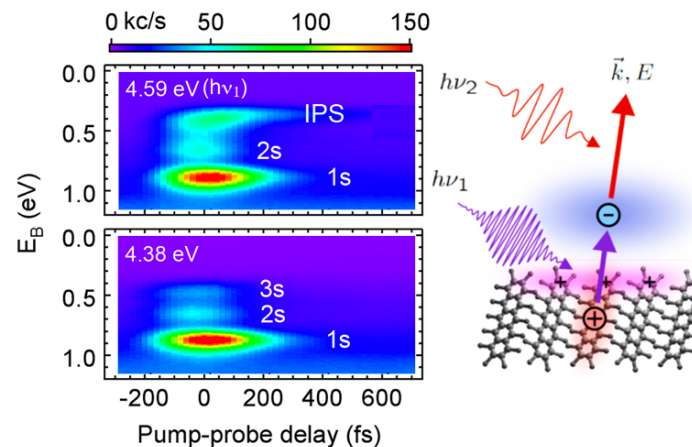 0 kc/s 50 100 150
4.59 eV (hν₁)
IPS
2s
1s
0.0
0.5
1.0
E_B (eV)
4.38 eV
3s
2s
1s
0.0
0.5
1.0
-200 0 200 400 600
Pump-probe delay (fs)
hν₂
k⃗, E
hν₁
−
+ + +
+